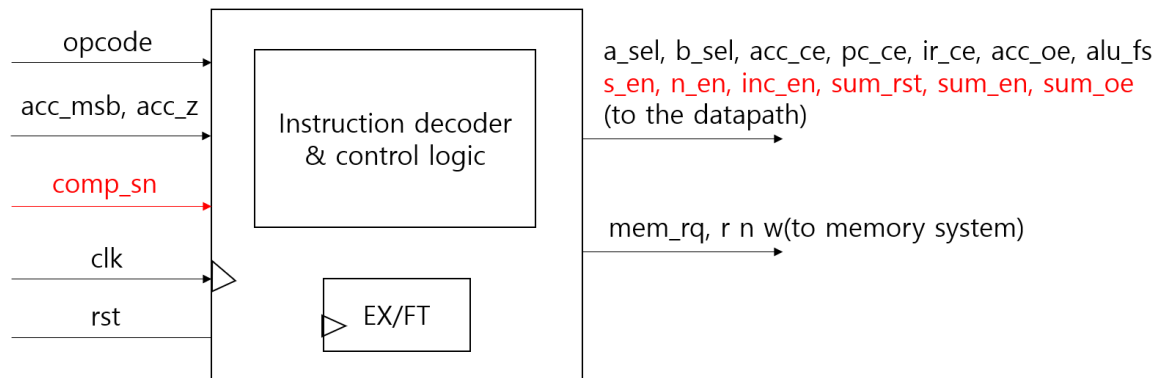 opcode
acc_msb, acc_z
comp_sn
clk
rst
Instruction decoder
& control logic
EX/FT
a_sel, b_sel, acc_ce, pc_ce, ir_ce, acc_oe, alu_fs
s_en, n_en, inc_en, sum_rst, sum_en, sum_oe
(to the datapath)
mem_rq, r n w(to memory system)